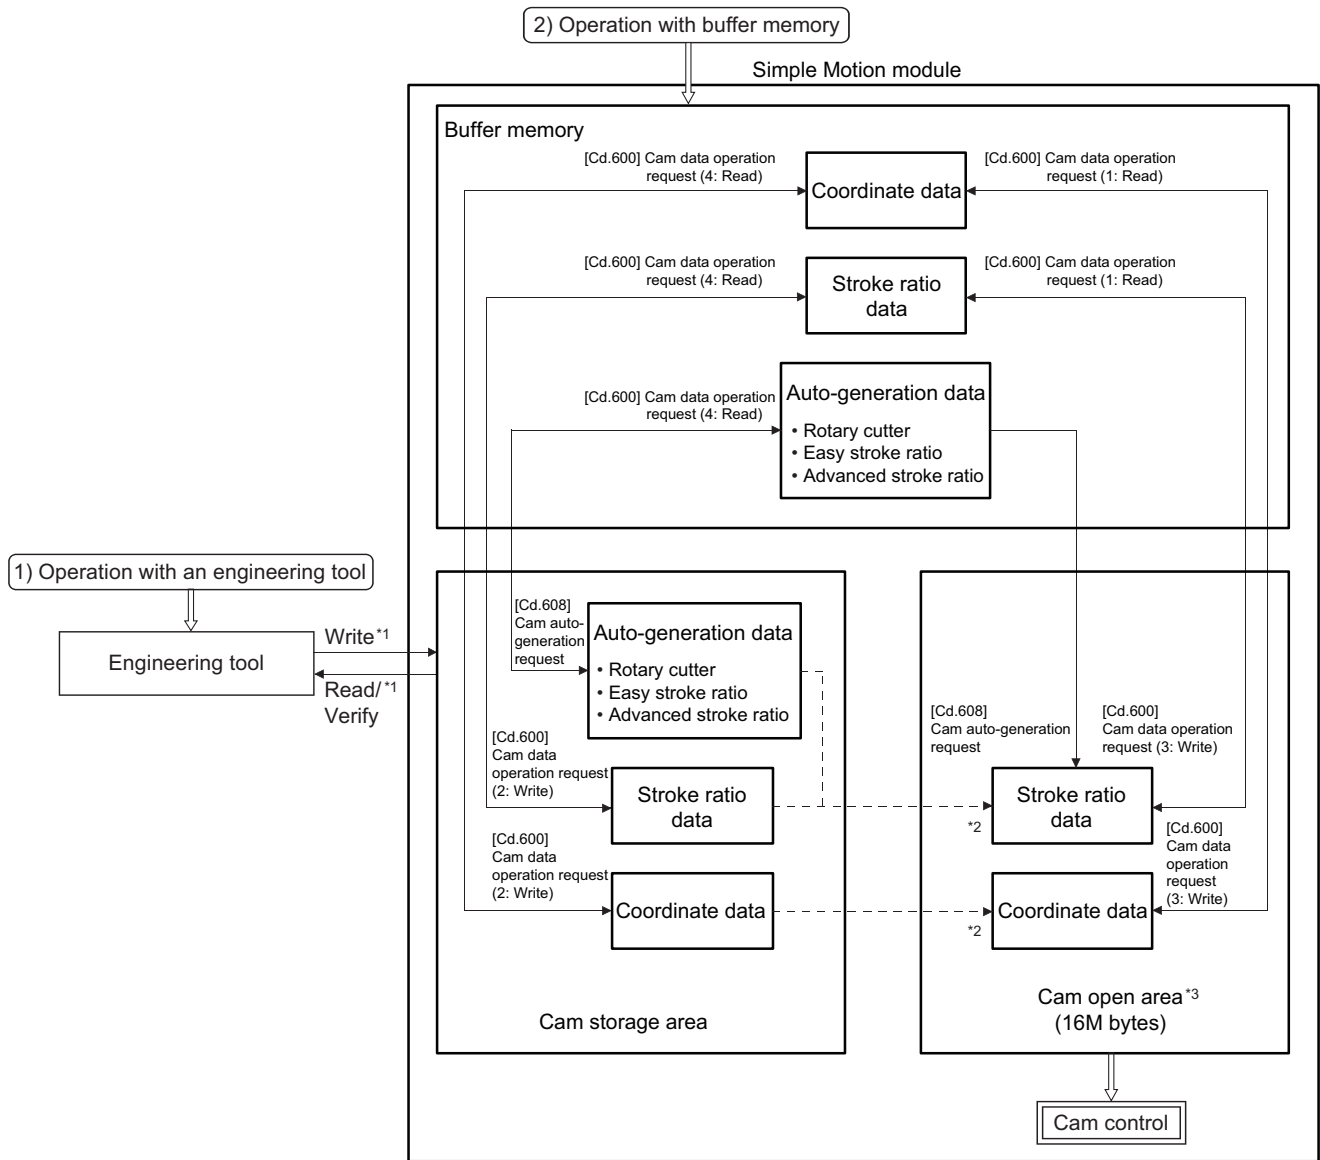 2) Operation with buffer memory
Simple Motion module
Buffer memory
[Cd.600] Cam data operation
request (4: Read)
Coordinate data
[Cd.600] Cam data operation
request (1: Read)
[Cd.600] Cam data operation
request (4: Read)
Stroke ratio
data
[Cd.600] Cam data operation
request (1: Read)
[Cd.600] Cam data operation
request (4: Read)
Auto-generation data
• Rotary cutter
• Easy stroke ratio
• Advanced stroke ratio
1) Operation with an engineering tool
Engineering tool
Write*1
Read/*1
Verify
[Cd.608]
Cam auto-
generation
request
Auto-generation data
• Rotary cutter
• Easy stroke ratio
• Advanced stroke ratio
[Cd.600]
Cam data
operation request
(2: Write)
Stroke ratio
data
[Cd.600]
Cam data
operation request
(2: Write)
Coordinate data
Cam storage area
[Cd.608]
Cam auto-generation
request
[Cd.600]
Cam data operation
request (3: Write)
*2
Stroke ratio
data
[Cd.600]
Cam data
operation
request
(3: Write)
*2
Coordinate data
Cam open area*3
(16M bytes)
Cam control